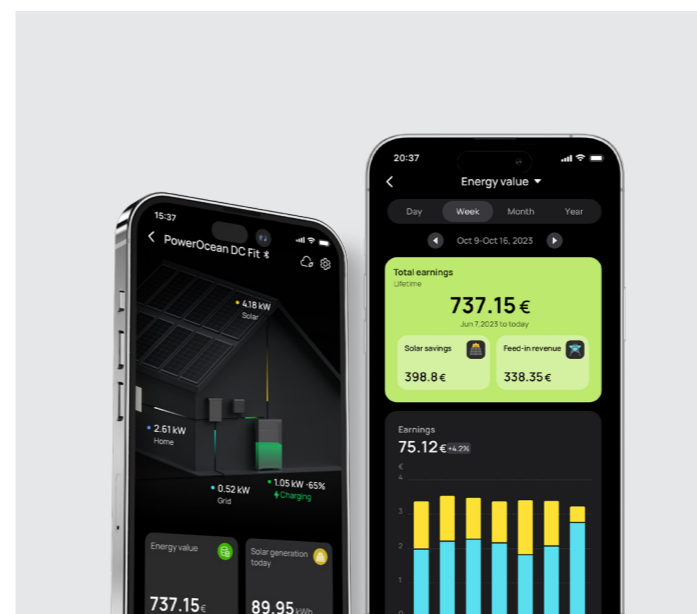 15:37
PowerOcean DC Fit
4.18 kW
Solar
2.61 kW
Home
0.52 kW
Grid
1.05 kW -65%
Charging
Energy value
737.15€
Solar generation
today
89.95 kWh
20:37
Energy value
Day Week Month Year
Oct 9-Oct 16, 2023
Total earnings
Lifetime
737.15 €
Jun 7,2023 to today
Solar savings
398.8€
Feed-in revenue
338.35€
Earnings
75.12€ +4.2%
€
4
3
2
1
0